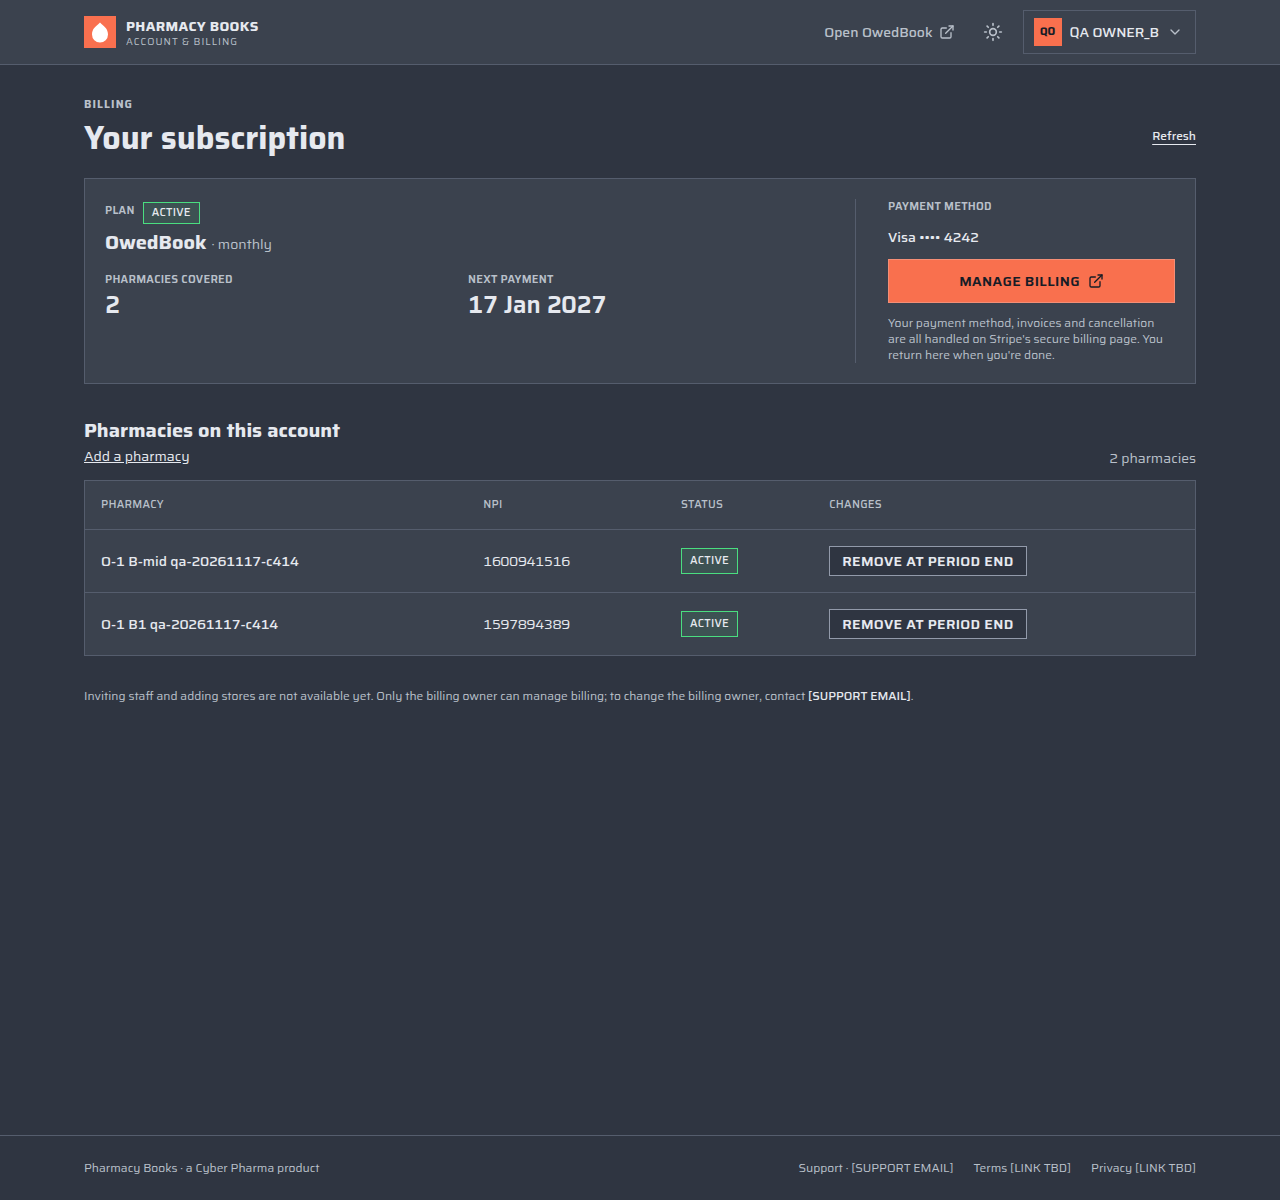 PHARMACY BOOKS
ACCOUNT & BILLING
Open OwedBook
QO
QA OWNER_B
BILLING
Your subscription
Refresh
PLAN
ACTIVE
OwedBook · monthly
PHARMACIES COVERED
2
NEXT PAYMENT
17 Jan 2027
PAYMENT METHOD
Visa •••• 4242
MANAGE BILLING
Your payment method, invoices and cancellation
are all handled on Stripe's secure billing page. You
return here when you're done.
Pharmacies on this account
Add a pharmacy
2 pharmacies
PHARMACY NPI STATUS CHANGES
O-1 B-mid qa-20261117-c414 1600941516 ACTIVE REMOVE AT PERIOD END
O-1 B1 qa-20261117-c414 1597894389 ACTIVE REMOVE AT PERIOD END
Inviting staff and adding stores are not available yet. Only the billing owner can manage billing; to change the billing owner, contact [SUPPORT EMAIL].
Pharmacy Books · a Cyber Pharma product
Support · [SUPPORT EMAIL] Terms [LINK TBD] Privacy [LINK TBD]